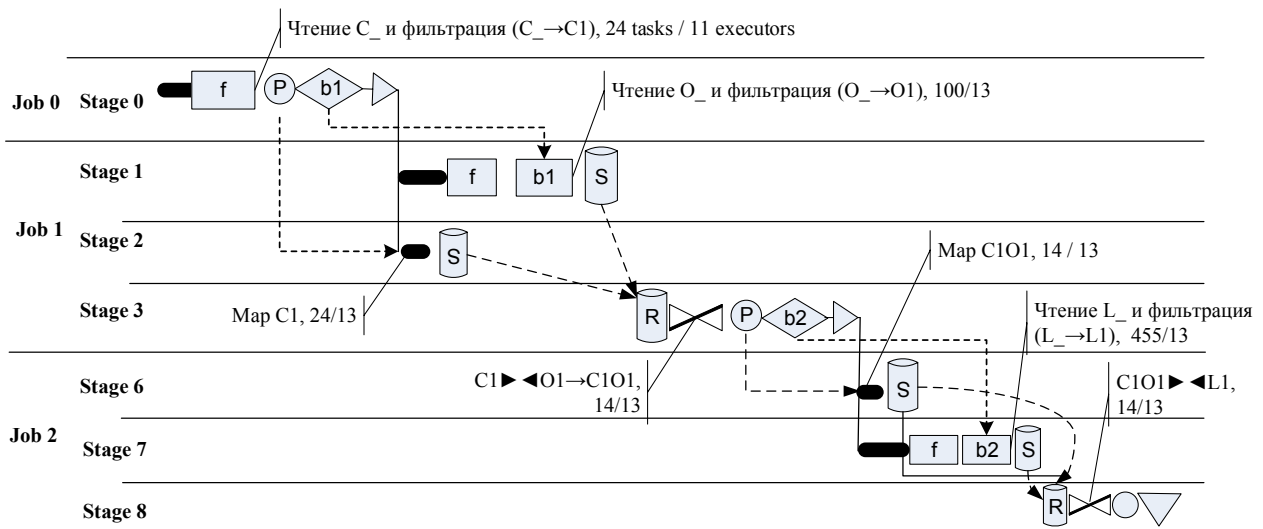 Чтение C_ и фильтрация (C_→C1), 24 tasks / 11 executors
Job 0
Stage 0
f
P
b1
Чтение O_ и фильтрация (O_→O1), 100/13
Stage 1
f
b1
S
Job 1
Stage 2
S
Map C1O1, 14 / 13
Map C1, 24/13
Stage 3
R
P
b2
Чтение L_ и фильтрация
(L_→L1), 455/13
C1►◄O1→C1O1,
14/13
Stage 6
S
C1O1►◄L1,
14/13
Job 2
Stage 7
f
b2
S
Stage 8
R